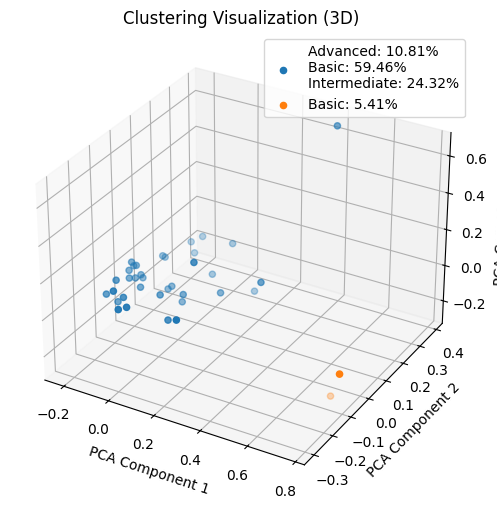 Clustering Visualization (3D)
Advanced: 10.81%
Basic: 59.46%
Intermediate: 24.32%
Basic: 5.41%
0.6
0.4
0.2
0.0
−0.2
PCA C
−0.2
0.0
0.2
0.4
0.6
0.8
PCA Component 1
−0.3
−0.2
−0.1
0.0
0.1
0.2
0.3
0.4
PCA Component 2